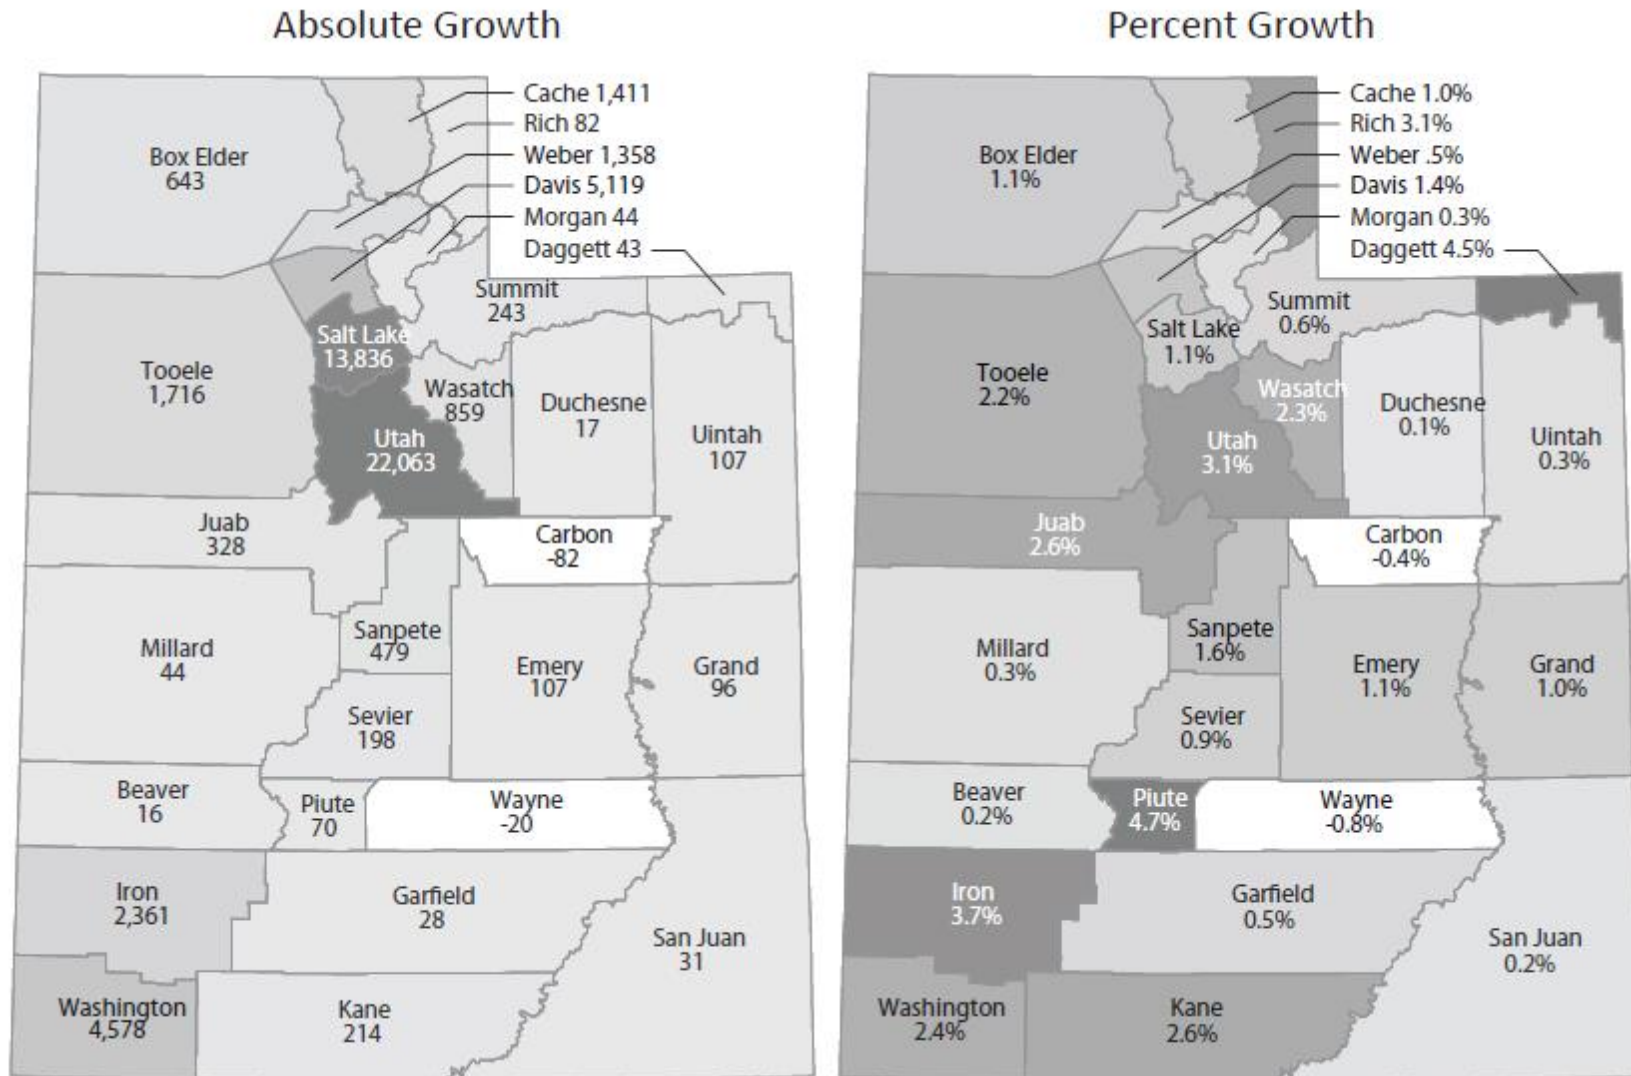 Absolute Growth
Cache 1,411
Rich 82
Weber 1,358
Davis 5,119
Morgan 44
Daggett 43
Box Elder
643
Summit
243
Salt Lake
13,836
Tooele
1,716
Wasatch
859
Duchesne
17
Utah
22,063
Uintah
107
Juab
328
Carbon
-82
Millard
44
Sanpete
479
Emery
107
Grand
96
Sevier
198
Beaver
16
Piute
70
Wayne
-20
Iron
2,361
Garfield
28
San Juan
31
Washington
4,578
Kane
214
Percent Growth
Cache 1.0%
Rich 3.1%
Weber .5%
Davis 1.4%
Morgan 0.3%
Daggett 4.5%
Box Elder
1.1%
Summit
0.6%
Salt Lake
1.1%
Tooele
2.2%
Wasatch
2.3%
Duchesne
0.1%
Utah
3.1%
Uintah
0.3%
Juab
2.6%
Carbon
-0.4%
Millard
0.3%
Sanpete
1.6%
Emery
1.1%
Grand
1.0%
Sevier
0.9%
Beaver
0.2%
Piute
4.7%
Wayne
-0.8%
Iron
3.7%
Garfield
0.5%
San Juan
0.2%
Washington
2.4%
Kane
2.6%